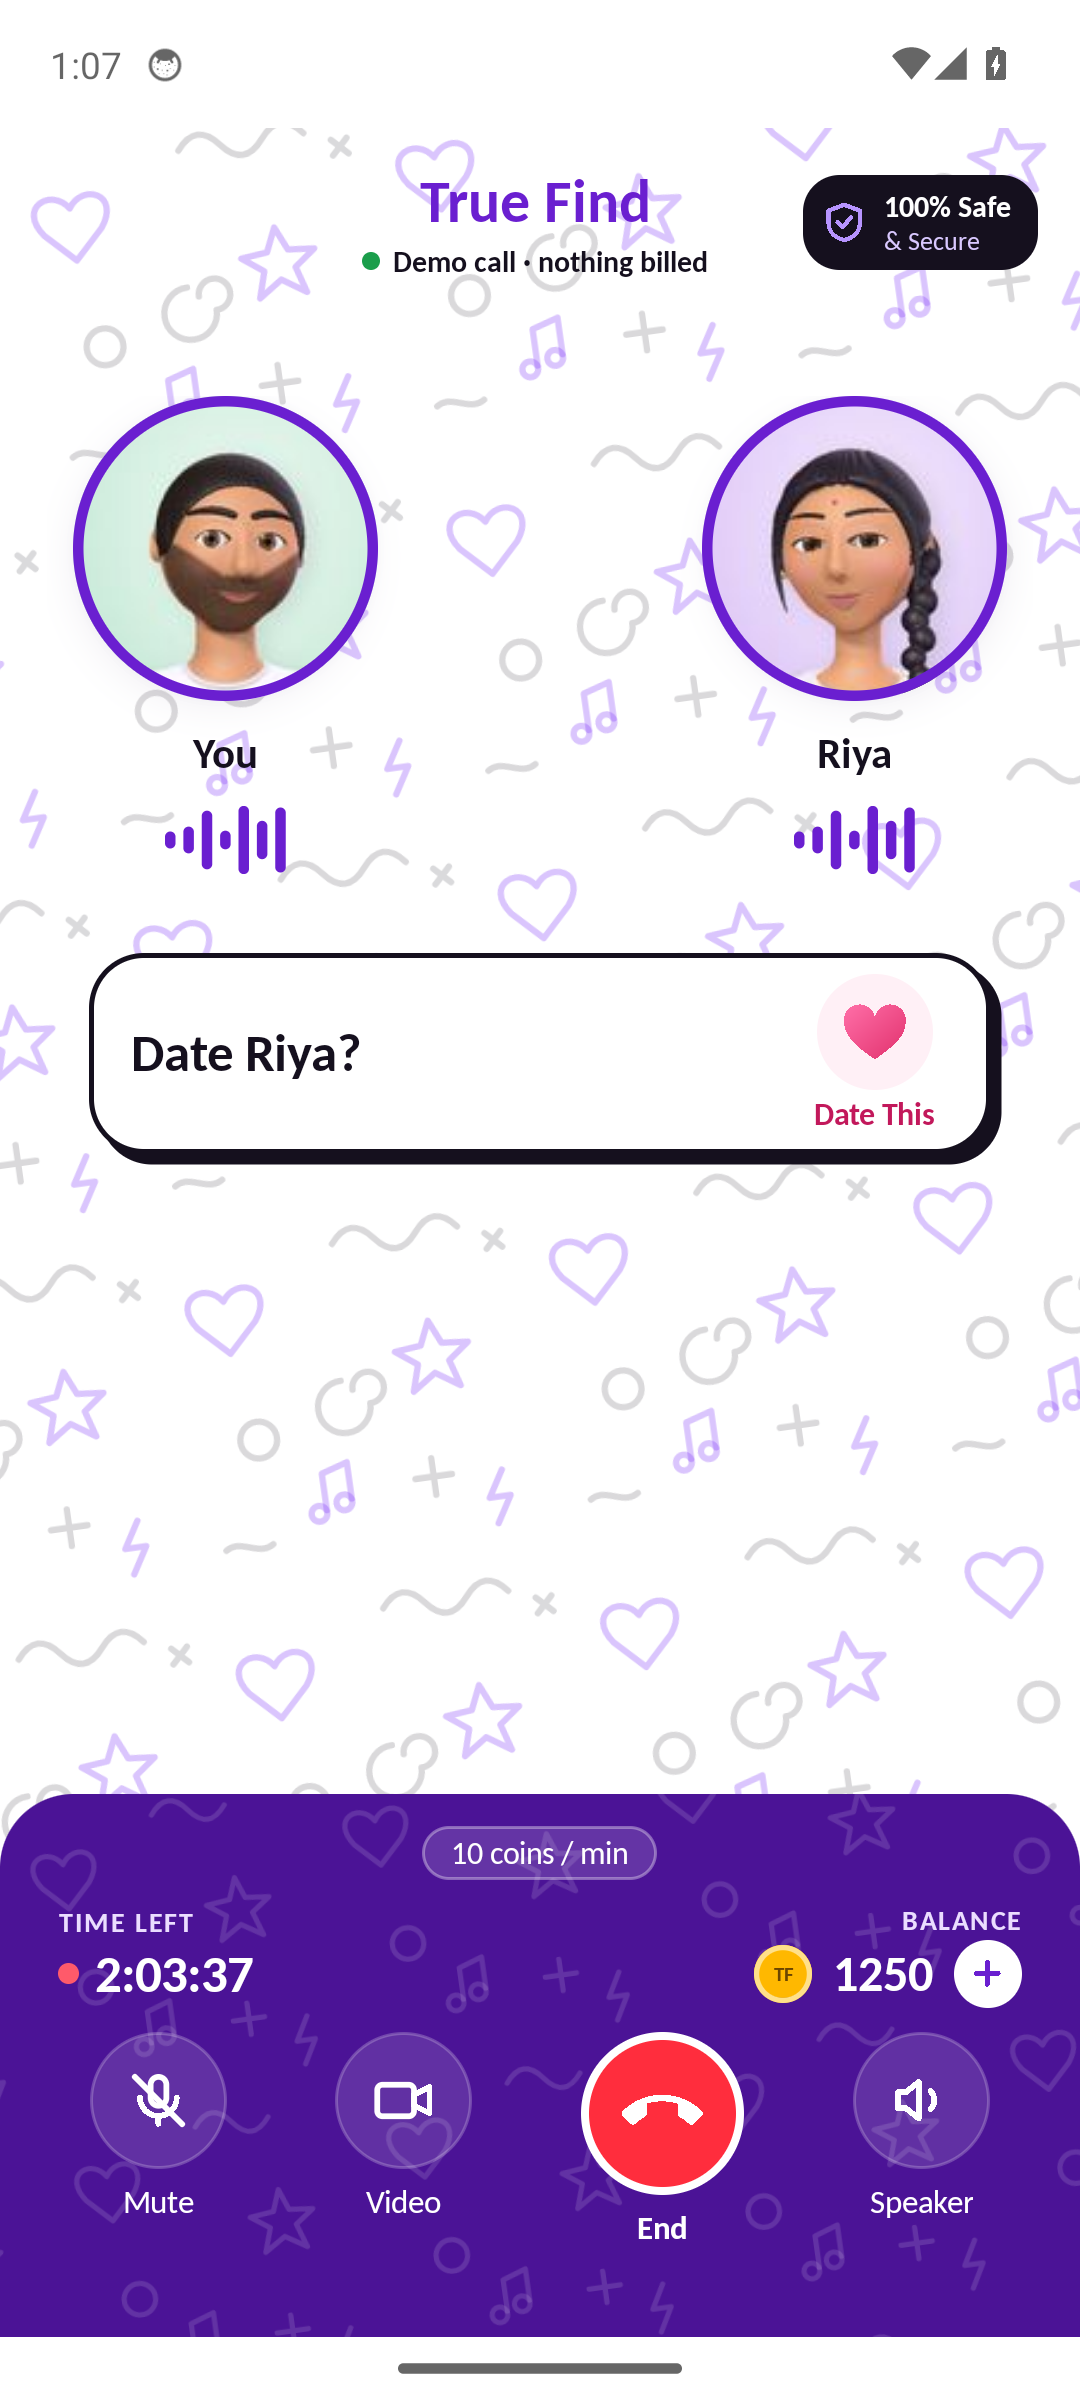 1:07
True Find
Demo call · nothing billed
100% Safe
& Secure
You
Riya
Date Riya?
Date This
10 coins / min
TIME LEFT
BALANCE
2:03:37
TF
1250
Mute
Video
End
Speaker